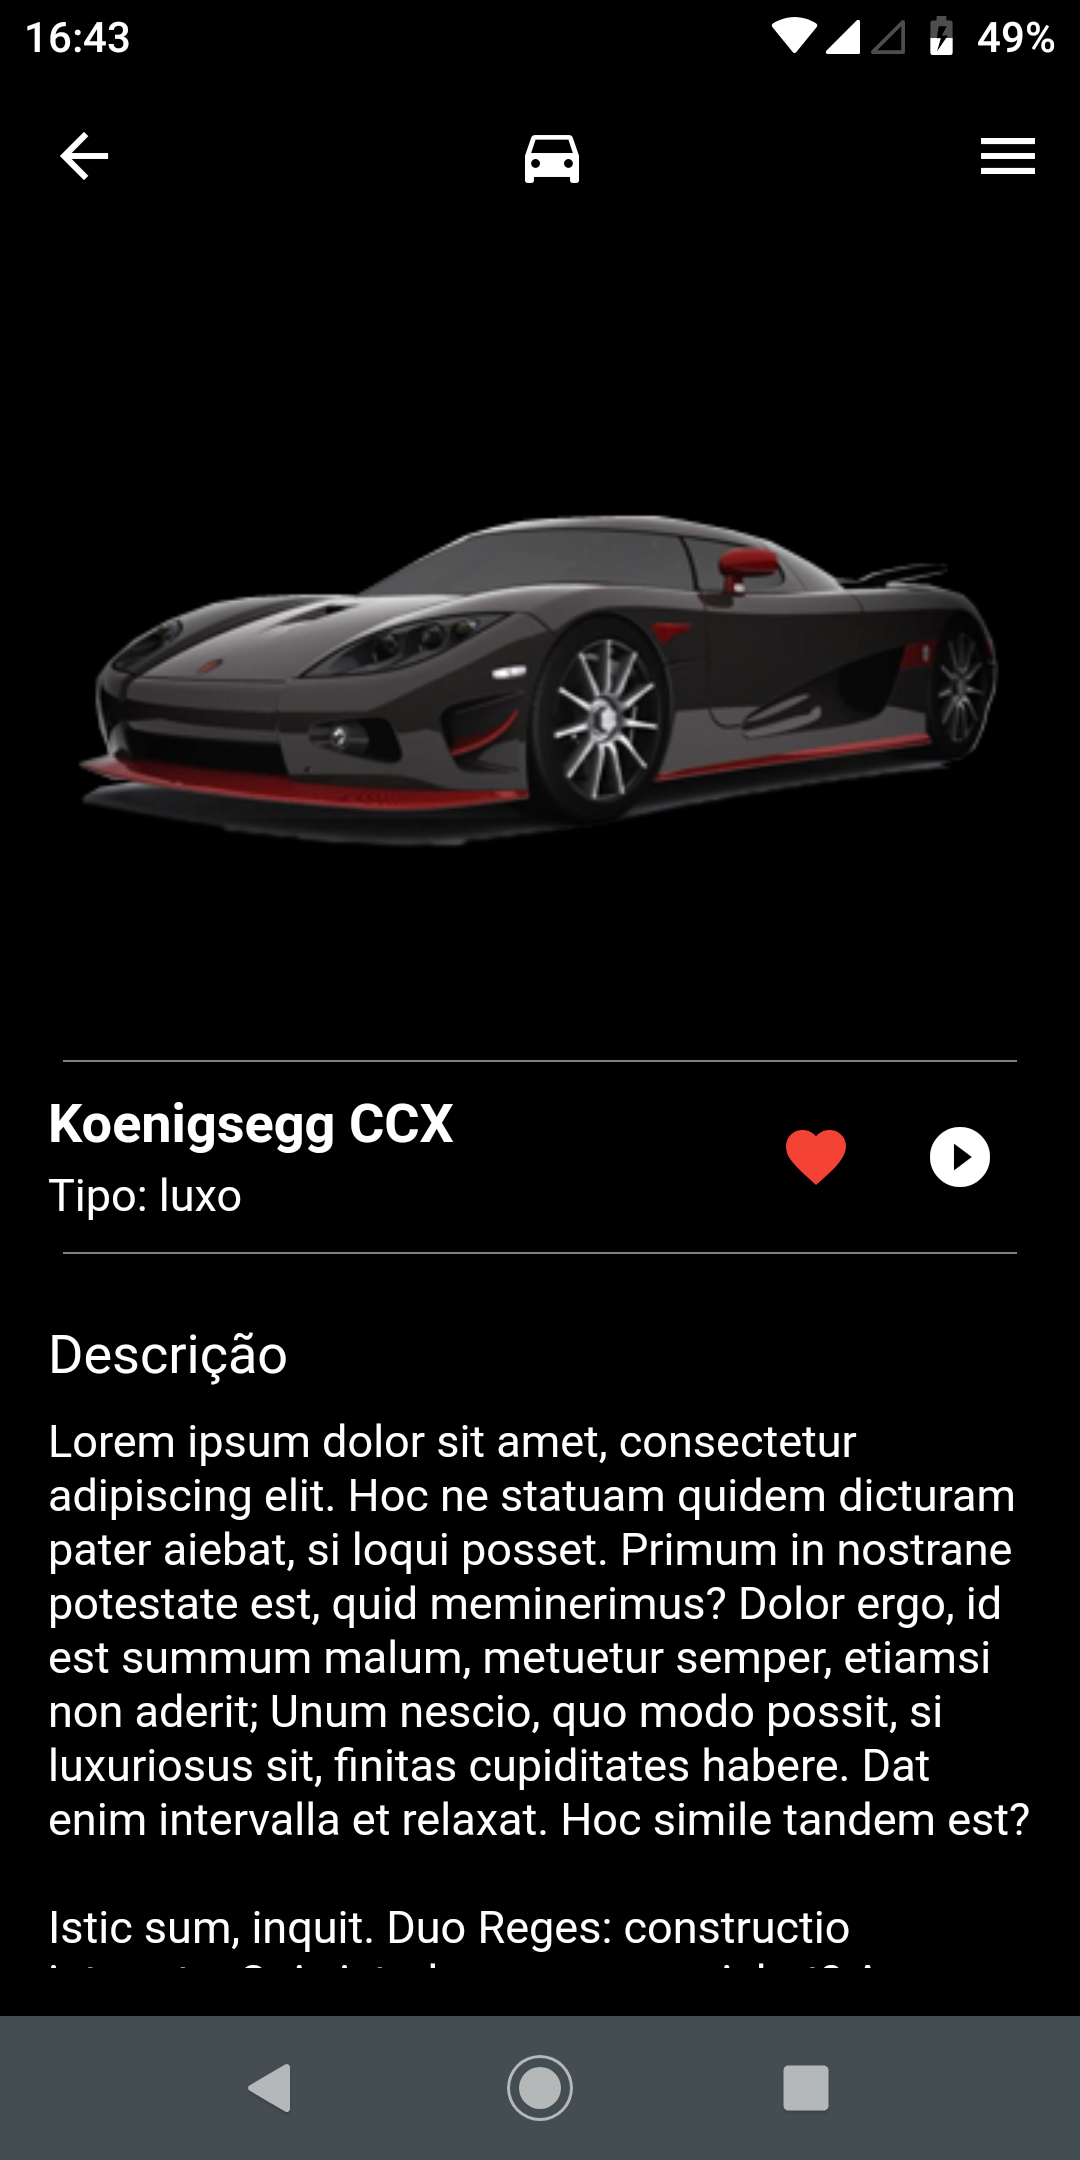 16:43
49%
Koenigsegg CCX
Tipo: luxo
Descrição
Lorem ipsum dolor sit amet, consectetur
adipiscing elit. Hoc ne statuam quidem dicturam
pater aiebat, si loqui posset. Primum in nostrane
potestate est, quid meminerimus? Dolor ergo, id
est summum malum, metuetur semper, etiamsi
non aderit; Unum nescio, quo modo possit, si
luxuriosus sit, finitas cupiditates habere. Dat
enim intervalla et relaxat. Hoc simile tandem est?
Istic sum, inquit. Duo Reges: constructio